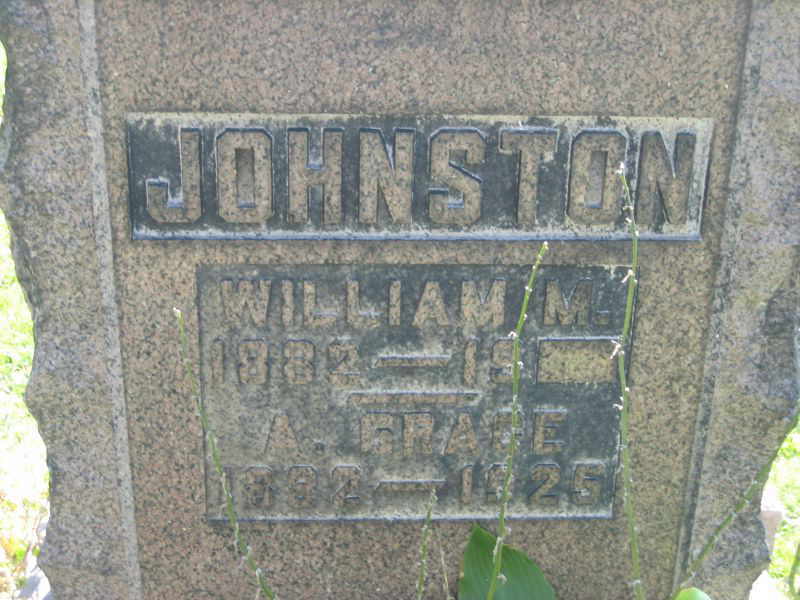 JOHNSTON
WILLIAM M.
1882 — 19
A. GRACE
1892 — 1925